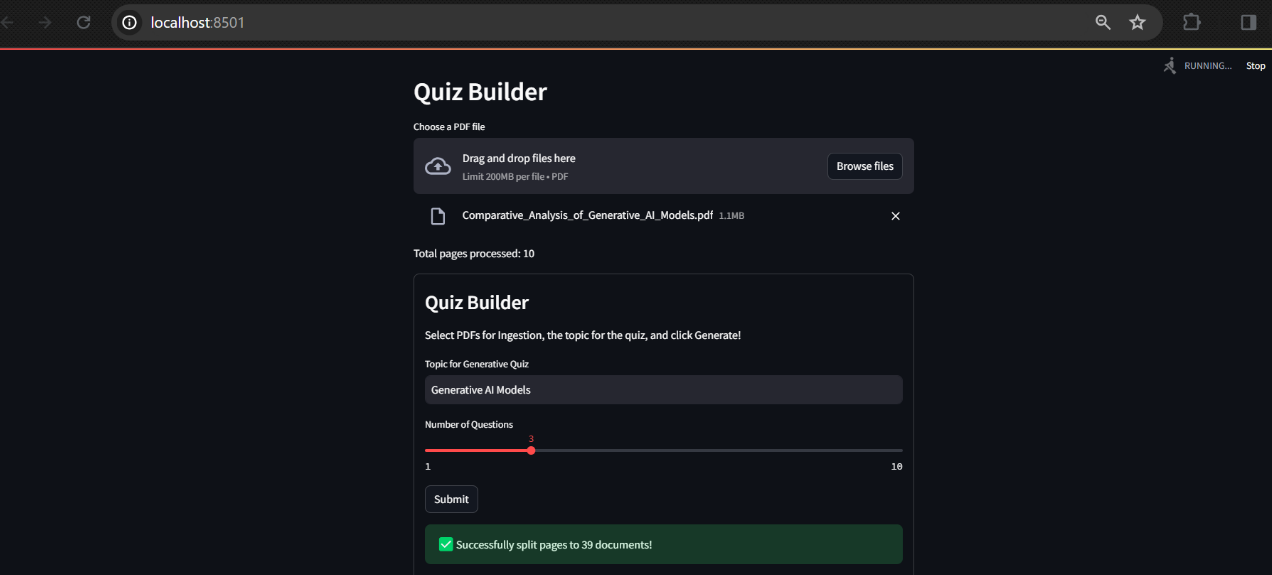 localhost:8501
RUNNING... Stop
Quiz Builder
Choose a PDF file
Drag and drop files here
Limit 200MB per file • PDF
Browse files
Comparative_Analysis_of_Generative_AI_Models.pdf 1.1MB
Total pages processed: 10
Quiz Builder
Select PDFs for Ingestion, the topic for the quiz, and click Generate!
Topic for Generative Quiz
Generative AI Models
Number of Questions
3
1 10
Submit
✅ Successfully split pages to 39 documents!